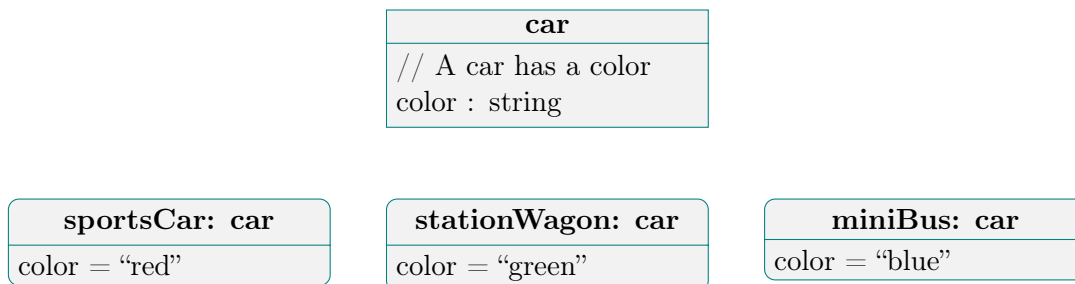 car
// A car has a color
color : string
sportsCar: car
color = “red”
stationWagon: car
color = “green”
miniBus: car
color = “blue”